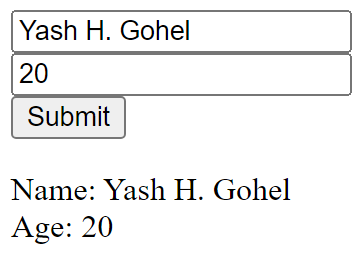 Yash H. Gohel
20
Submit
Name: Yash H. Gohel
Age: 20